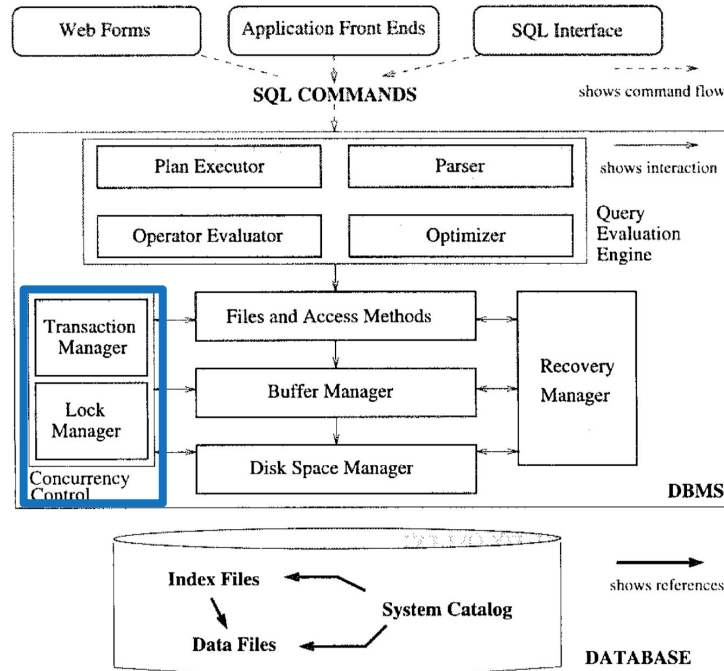 Web Forms
Application Front Ends
SQL Interface
SQL COMMANDS
shows command flow
Plan Executor
Parser
shows interaction
Operator Evaluator
Optimizer
Query
Evaluation
Engine
Transaction
Manager
Files and Access Methods
Lock
Manager
Buffer Manager
Recovery
Manager
Disk Space Manager
Concurrency
Control
DBMS
Index Files
System Catalog
Data Files
shows references
DATABASE